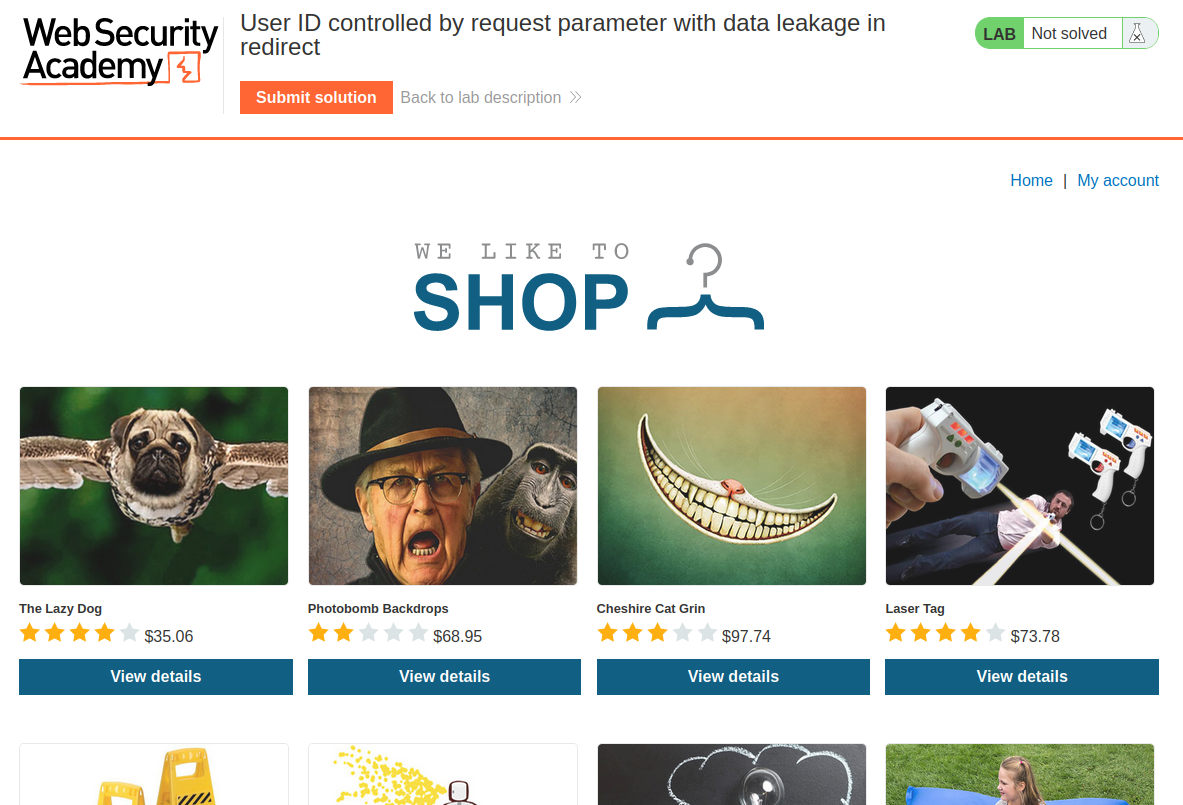 Web Security
Academy
User ID controlled by request parameter with data leakage in
redirect
LAB Not solved
Submit solution
Back to lab description
Home | My account
WE LIKE TO
SHOP
The Lazy Dog
$35.06
View details
Photobomb Backdrops
$68.95
View details
Cheshire Cat Grin
$97.74
View details
Laser Tag
$73.78
View details